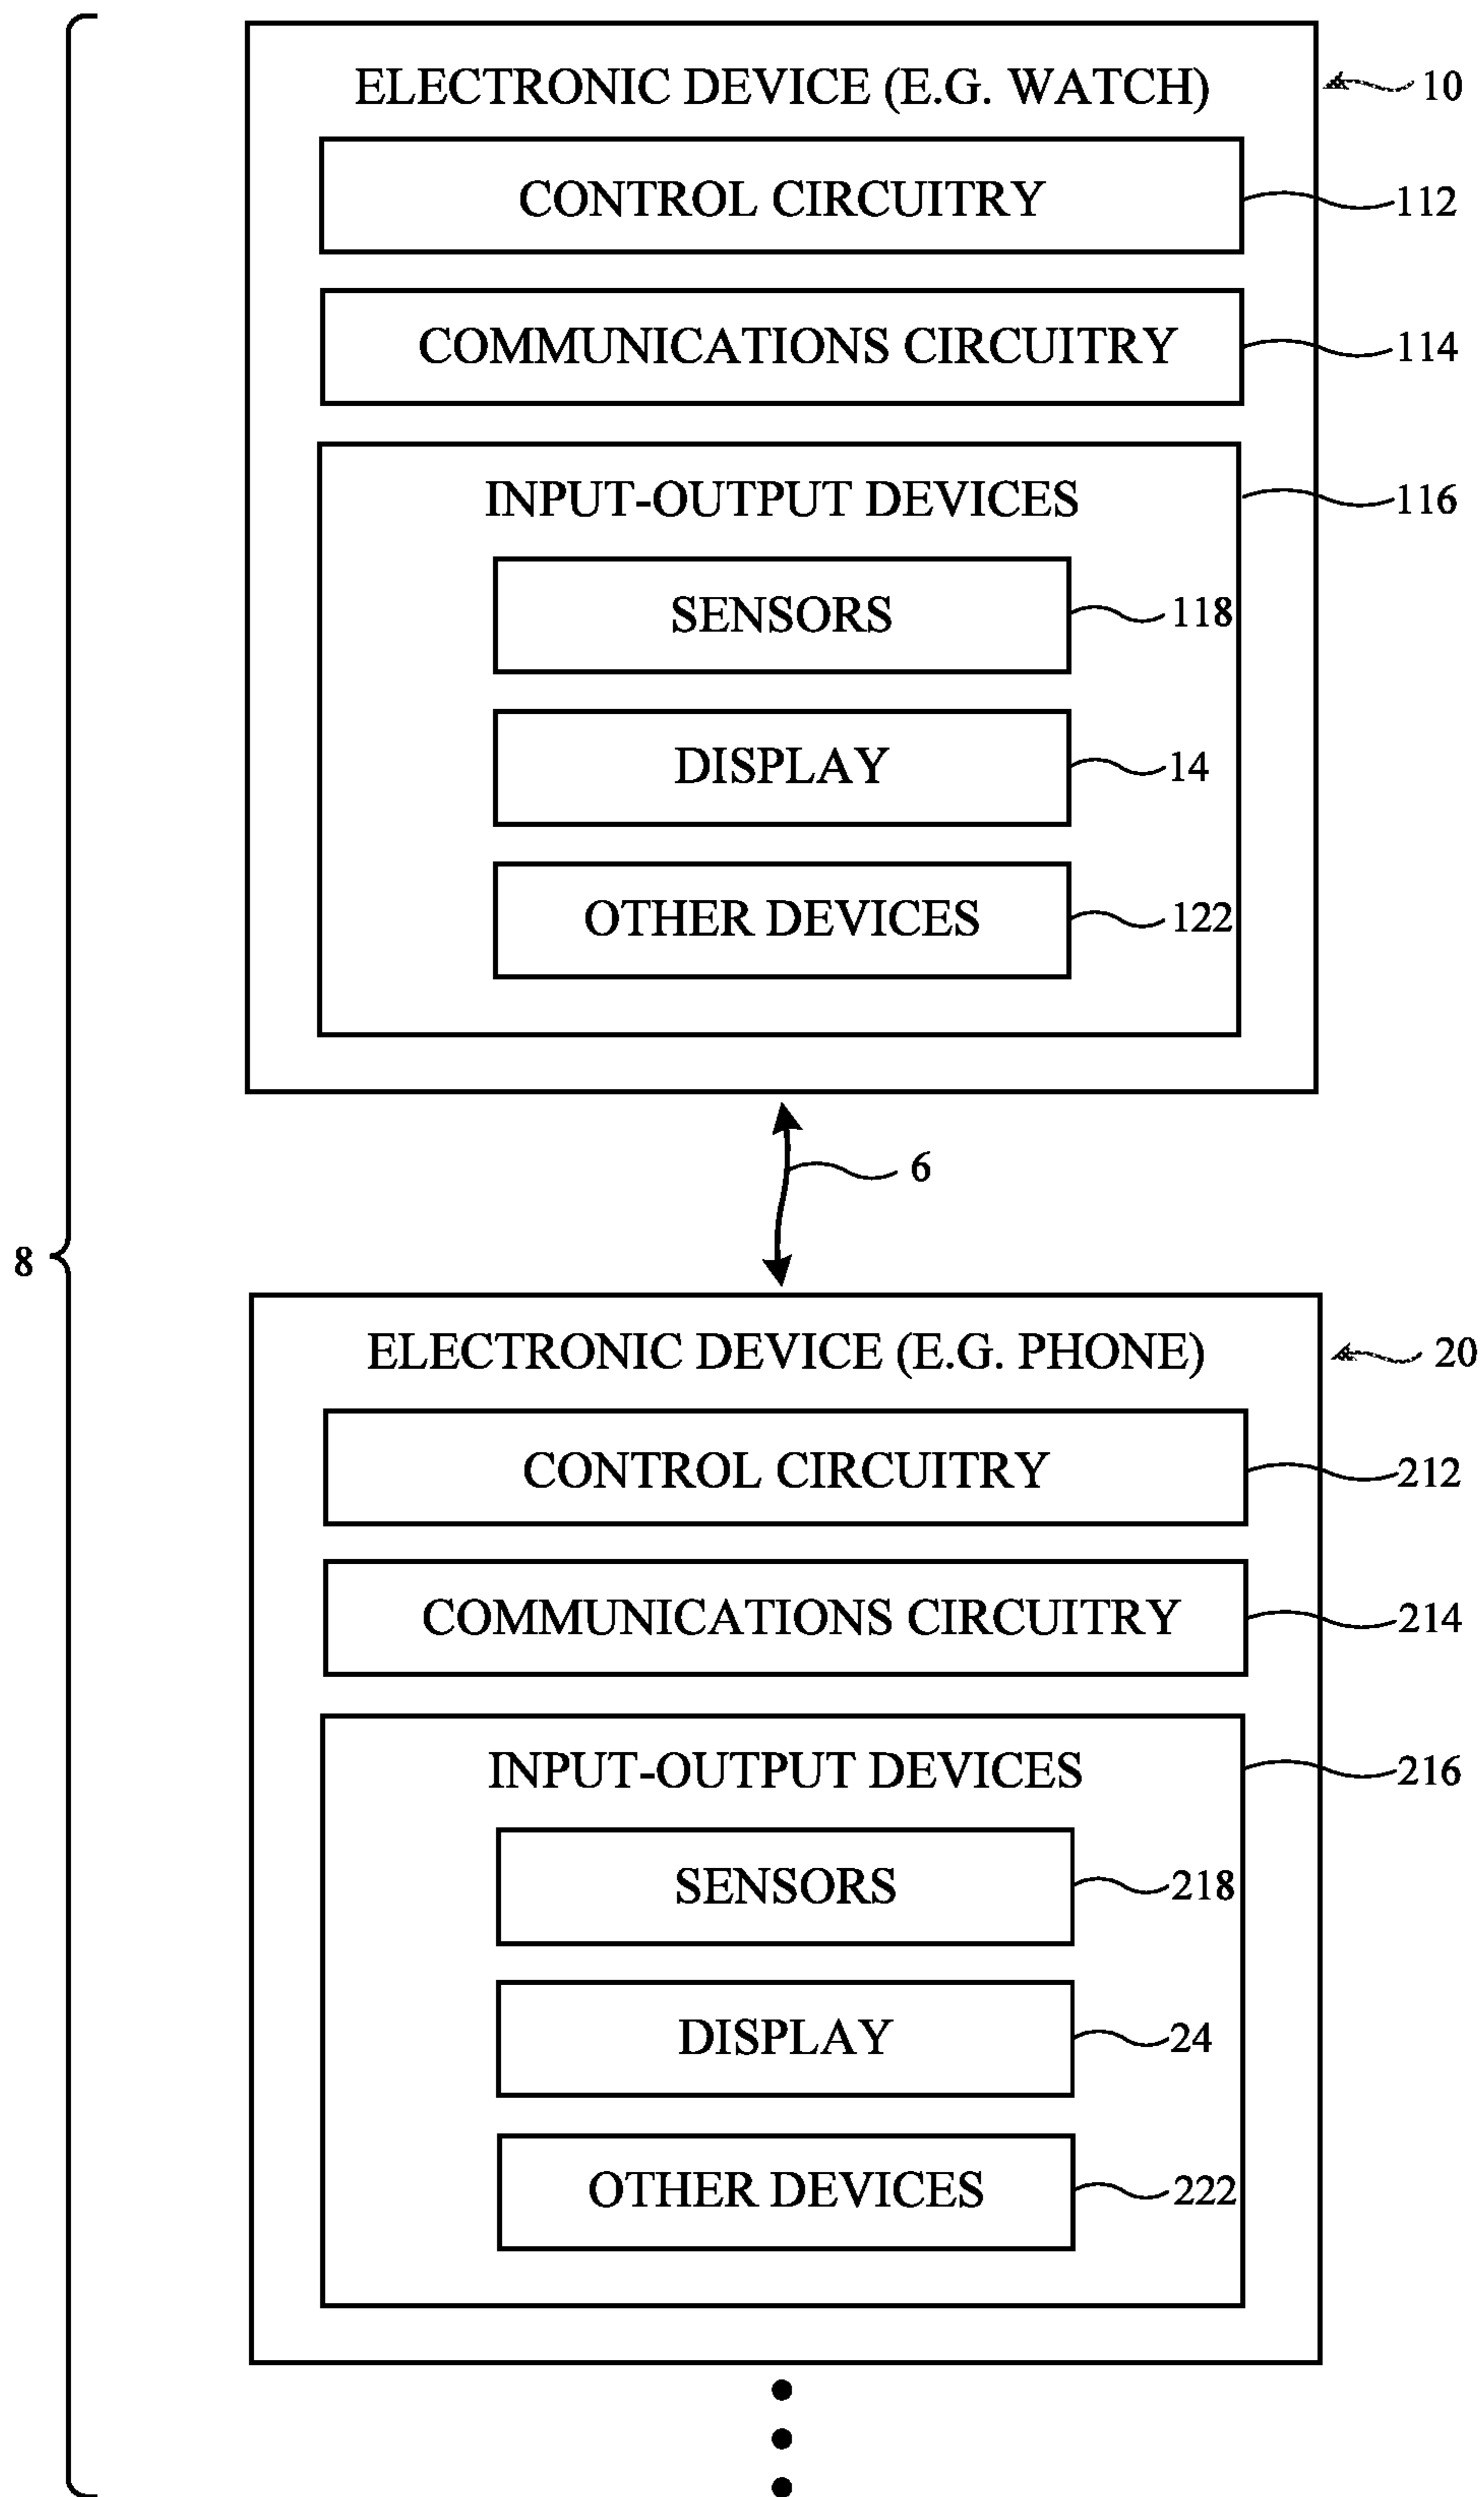 ELECTRONIC DEVICE (E.G. WATCH)
10
CONTROL CIRCUITRY
112
COMMUNICATIONS CIRCUITRY
114
INPUT-OUTPUT DEVICES
116
SENSORS
118
DISPLAY
14
OTHER DEVICES
122
6
8
ELECTRONIC DEVICE (E.G. PHONE)
20
CONTROL CIRCUITRY
212
COMMUNICATIONS CIRCUITRY
214
INPUT-OUTPUT DEVICES
216
SENSORS
218
DISPLAY
24
OTHER DEVICES
222